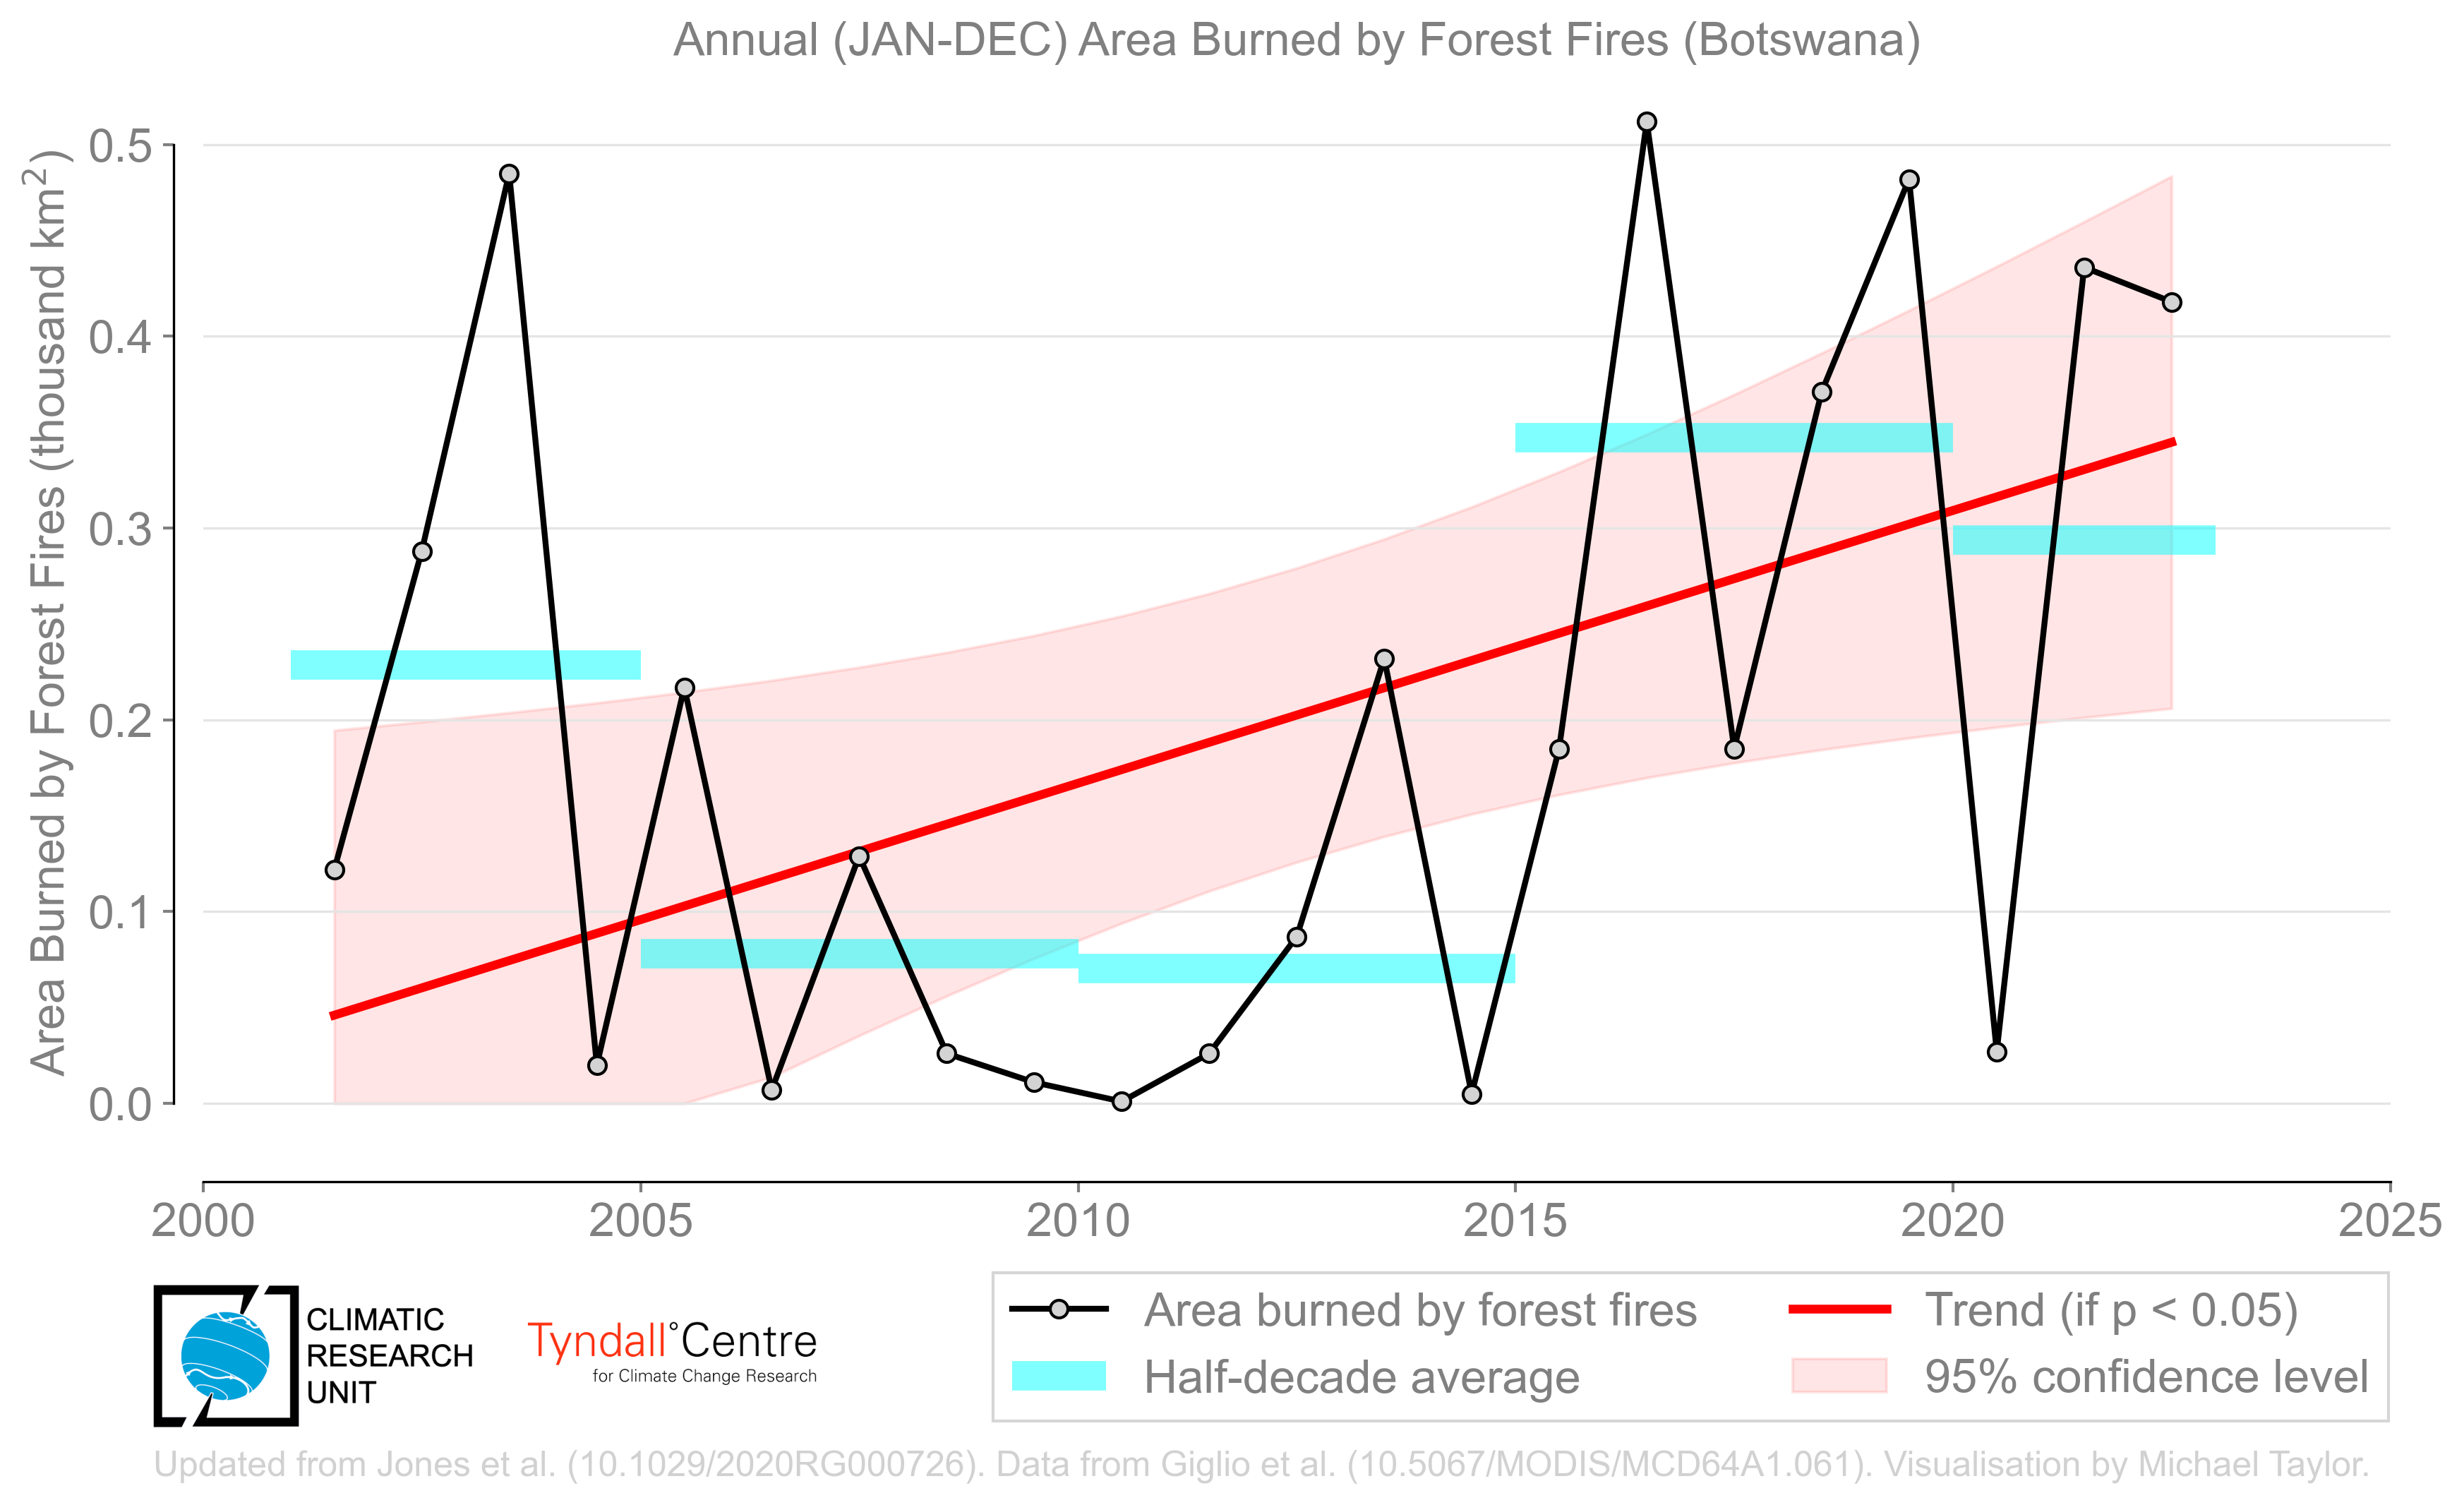 Annual (JAN-DEC) Area Burned by Forest Fires (Botswana)
Area Burned by Forest Fires (thousand km²)
0.5
0.4
0.3
0.2
0.1
0.0
2000 2005 2010 2015 2020 2025
CLIMATIC
RESEARCH
UNIT
Tyndall°Centre
for Climate Change Research
Area burned by forest fires
Half-decade average
Trend (if p < 0.05)
95% confidence level
Updated from Jones et al. (10.1029/2020RG000726). Data from Giglio et al. (10.5067/MODIS/MCD64A1.061). Visualisation by Michael Taylor.